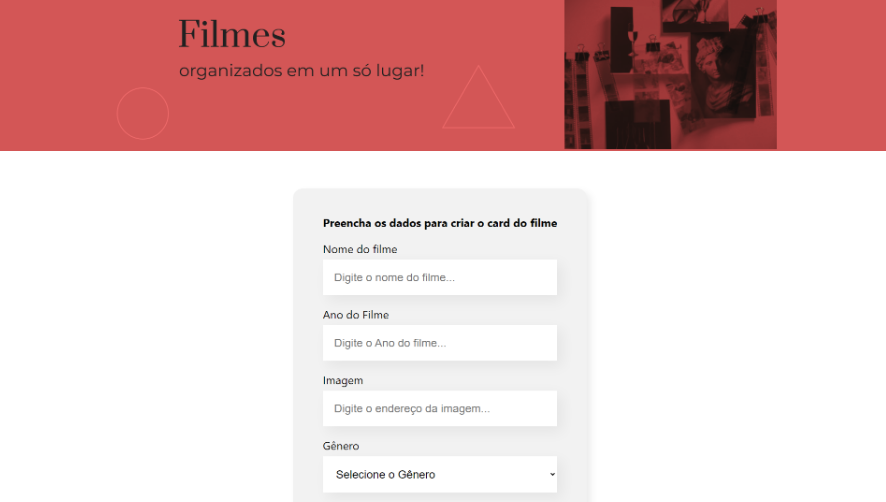 Filmes
organizados em um só lugar!
Preencha os dados para criar o card do filme
Nome do filme
Digite o nome do filme...
Ano do Filme
Digite o Ano do filme...
Imagem
Digite o endereço da imagem...
Gênero
Selecione o Gênero